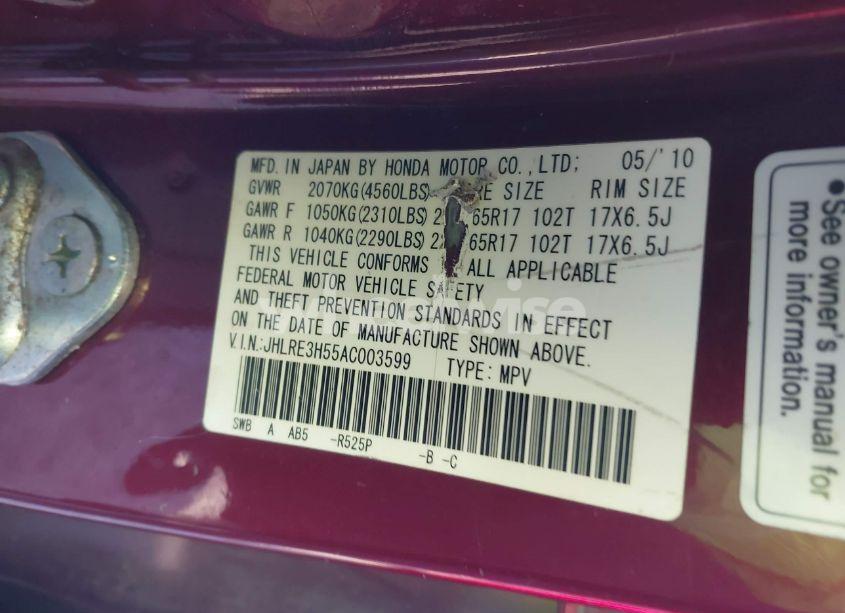 MFD. IN JAPAN BY HONDA MOTOR CO.,LTD; 05/'10
GVWR 2070KG(4560LBS) RE SIZE RIM SIZE
GAWR F 1050KG(2310LBS) 2 65R17 102T 17X6.5J
GAWR R 1040KG(2290LBS) 2 65R17 102T 17X6.5J
THIS VEHICLE CONFORMS ALL APPLICABLE
FEDERAL MOTOR VEHICLE SAFETY
AND THEFT PREVENTION STANDARDS IN EFFECT
ON THE DATE OF MANUFACTURE SHOWN ABOVE.
V.I.N.:JHLRE3H55AC003599 TYPE: MPV
SWB A AB5 -R525P -B -C
•See owner's manual for
more information.